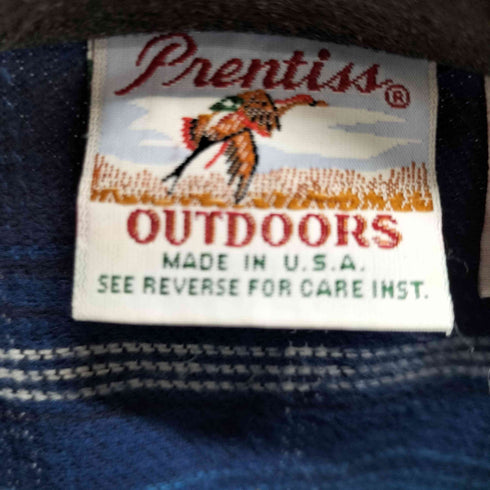 Prentiss®
OUTDOORS
MADE IN U.S.A.
SEE REVERSE FOR CARE INST.